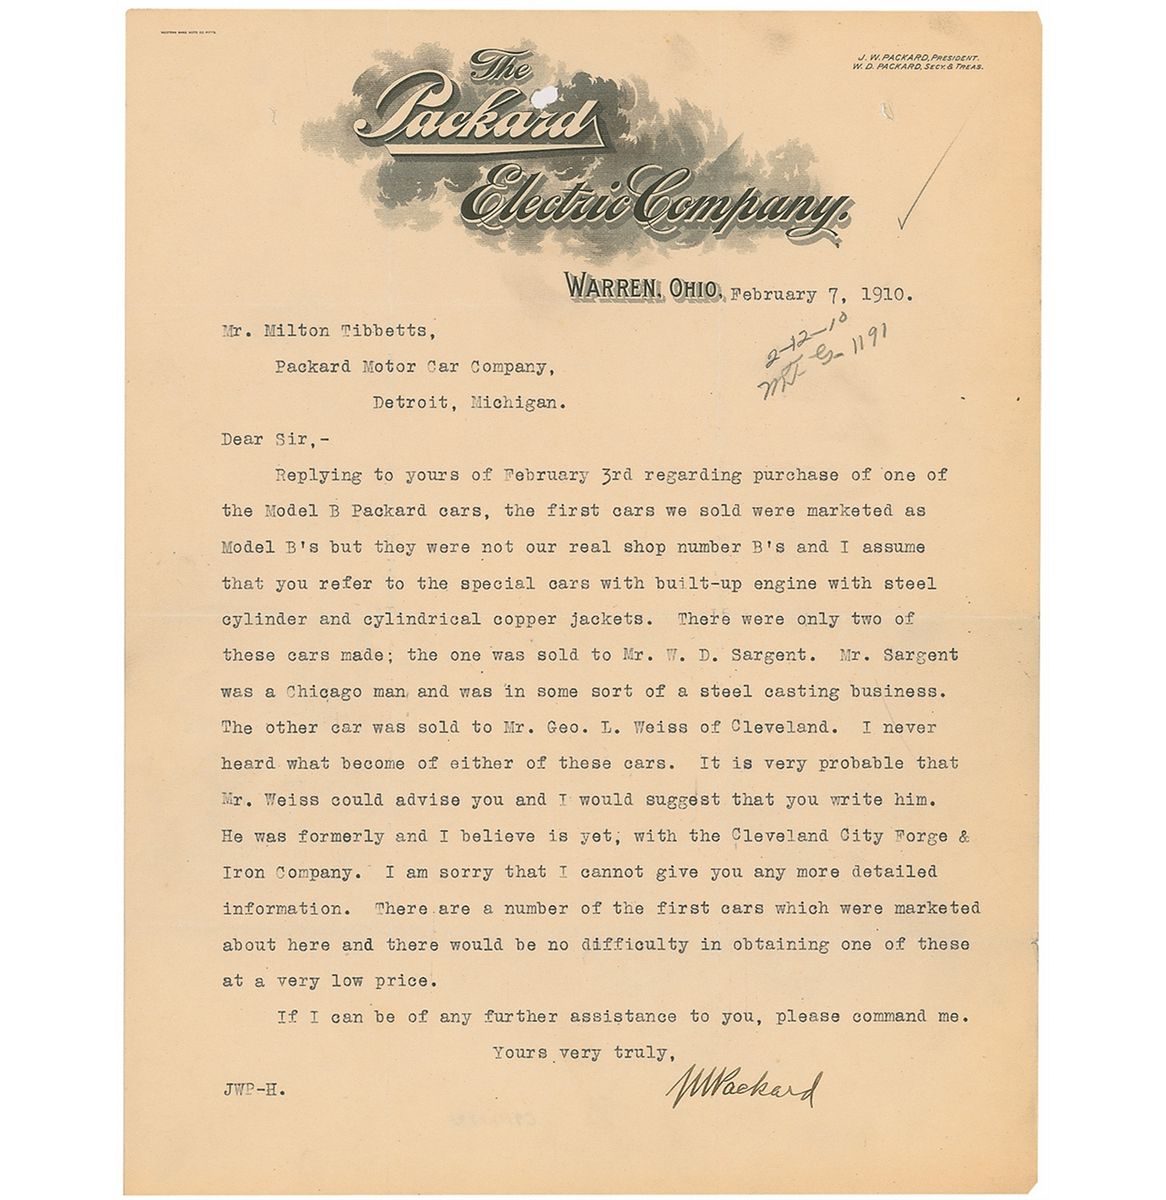 WESTERN BANK NOTE CO. PITTS.
J. W. PACKARD, PRESIDENT.
W. D. PACKARD, SECY. & TREAS.
The
Packard
Electric Company.
WARREN, OHIO, February 7, 1910.
2-12-10
1191
Mr. Milton Tibbetts,
Packard Motor Car Company,
Detroit, Michigan.
Dear Sir,-
Replying to yours of February 3rd regarding purchase of one of
the Model B Packard cars, the first cars we sold were marketed as
Model B's but they were not our real shop number B's and I assume
that you refer to the special cars with built-up engine with steel
cylinder and cylindrical copper jackets. There were only two of
these cars made; the one was sold to Mr. W. D. Sargent. Mr. Sargent
was a Chicago man and was in some sort of a steel casting business.
The other car was sold to Mr. Geo. L. Weiss of Cleveland. I never
heard what become of either of these cars. It is very probable that
Mr. Weiss could advise you and I would suggest that you write him.
He was formerly and I believe is yet, with the Cleveland City Forge &
Iron Company. I am sorry that I cannot give you any more detailed
information. There are a number of the first cars which were marketed
about here and there would be no difficulty in obtaining one of these
at a very low price.
If I can be of any further assistance to you, please command me.
Yours very truly,
JWP-H. JWPackard